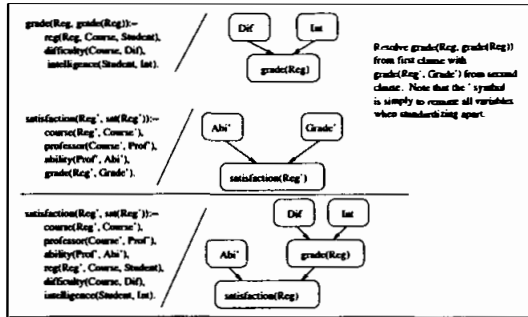 grade(Reg, grade(Reg)):–
reg(Reg, Course, Student),
difficulty(Course, Dif),
intelligence(Student, Int).
Dif
Int
grade(Reg)
Resolve grade(Reg, grade(Reg))
from first clause with
grade(Reg', Grade') from second
clause. Note that the ' symbol
is simply to rename all variables
when standardizing apart.
satisfaction(Reg', sat(Reg')):–
course(Reg', Course'),
professor(Course', Prof'),
ability(Prof', Abi'),
grade(Reg', Grade').
Abi'
Grade'
satisfaction(Reg')
satisfaction(Reg', sat(Reg')):–
course(Reg', Course'),
professor(Course', Prof'),
ability(Prof', Abi'),
reg(Reg', Course, Student),
difficulty(Course, Dif),
intelligence(Student, Int).
Dif
Int
Abi'
grade(Reg)
satisfaction(Reg)